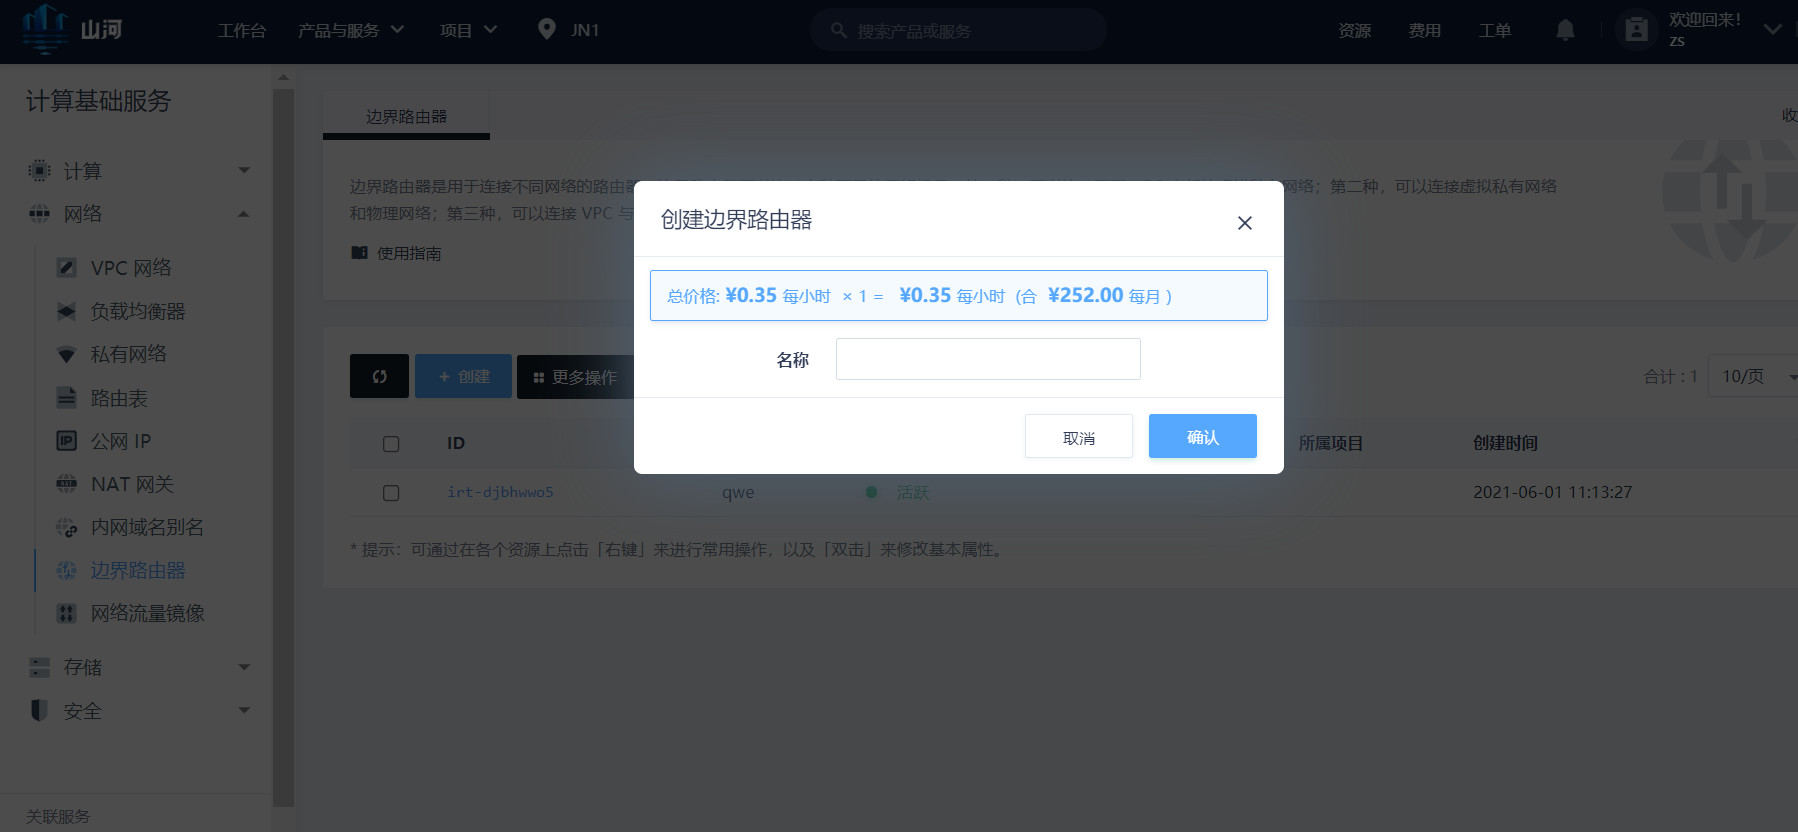 山河
工作台 产品与服务 项目 JN1 搜索产品或服务 资源 费用 工单 欢迎回来！
zs
计算基础服务
计算
网络
VPC 网络
负载均衡器
私有网络
路由表
公网 IP
NAT 网关
内网域名别名
边界路由器
网络流量镜像
存储
安全
关联服务
边界路由器
边界路由器是用于连接不同网络的路由器 网络；第二种，可以连接虚拟私有网络
和物理网络；第三种，可以连接 VPC 与
使用指南
创建边界路由器
总价格: ¥0.35 每小时 × 1 = ¥0.35 每小时 (合 ¥252.00 每月 )
名称
取消 确认
+ 创建 更多操作 合计 : 1 10/页
ID 所属项目 创建时间
irt-djbhwwo5 qwe 活跃 2021-06-01 11:13:27
* 提示：可通过在各个资源上点击「右键」来进行常用操作，以及「双击」来修改基本属性。